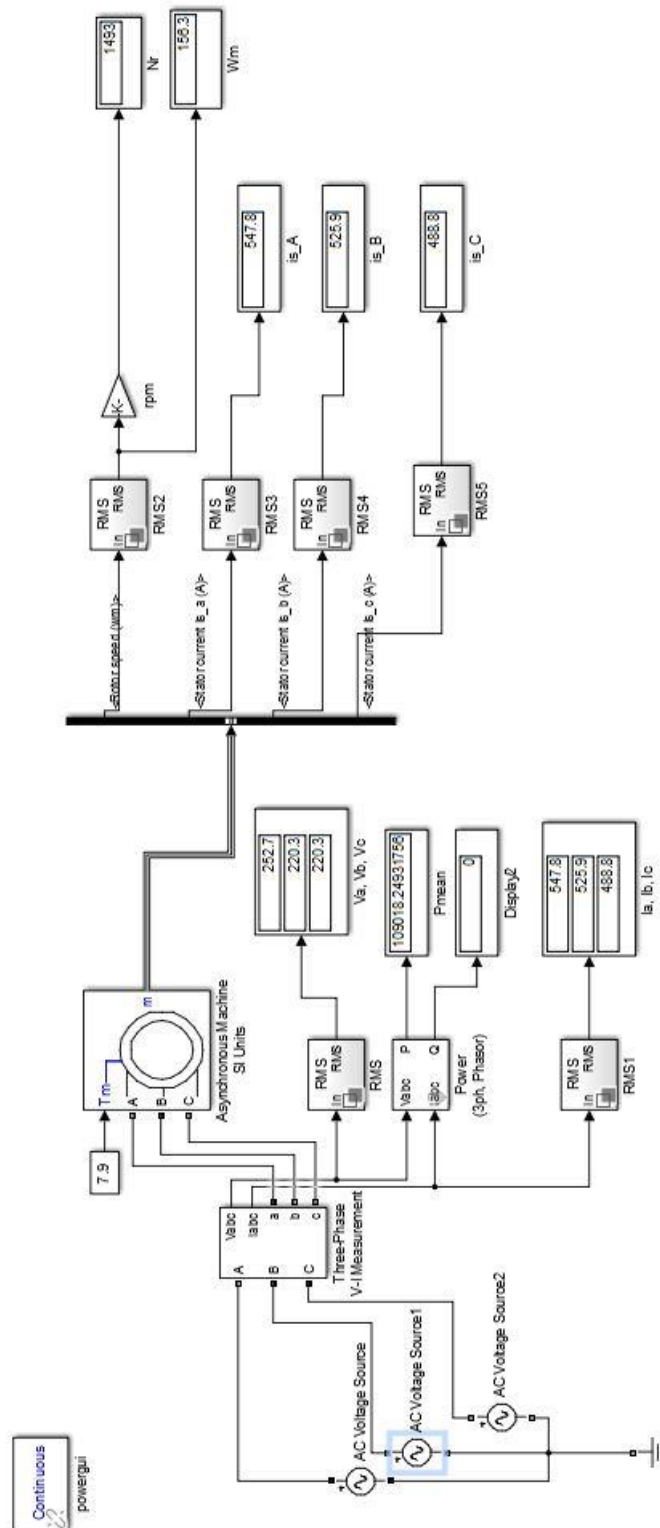 Continuous
powergui
7.9
Tm
m
A
B
C
Asynchronous Machine
SI Units
A
B
C
Vabc
Iabc
a
b
c
Three-Phase
V-I Measurement
AC Voltage Source
AC Voltage Source1
AC Voltage Source2
RMS
In
RMS
RMS
252.7
220.3
220.3
Va, Vb, Vc
Vabc
Iabc
P
Q
Power
(3ph, Phasor)
109018.24931756
Pmean
0
Display2
RMS
In
RMS
RMS1
547.8
525.9
488.8
Ia, Ib, Ic
<Rotor speed (wm)>
<Stator current is_a (A)>
<Stator current is_b (A)>
<Stator current is_c (A)>
RMS
In
RMS
RMS2
-K-
rpm
1493
Nr
156.3
Wm
RMS
In
RMS
RMS3
547.8
is_A
RMS
In
RMS
RMS4
525.9
is_B
RMS
In
RMS
RMS5
488.8
is_C